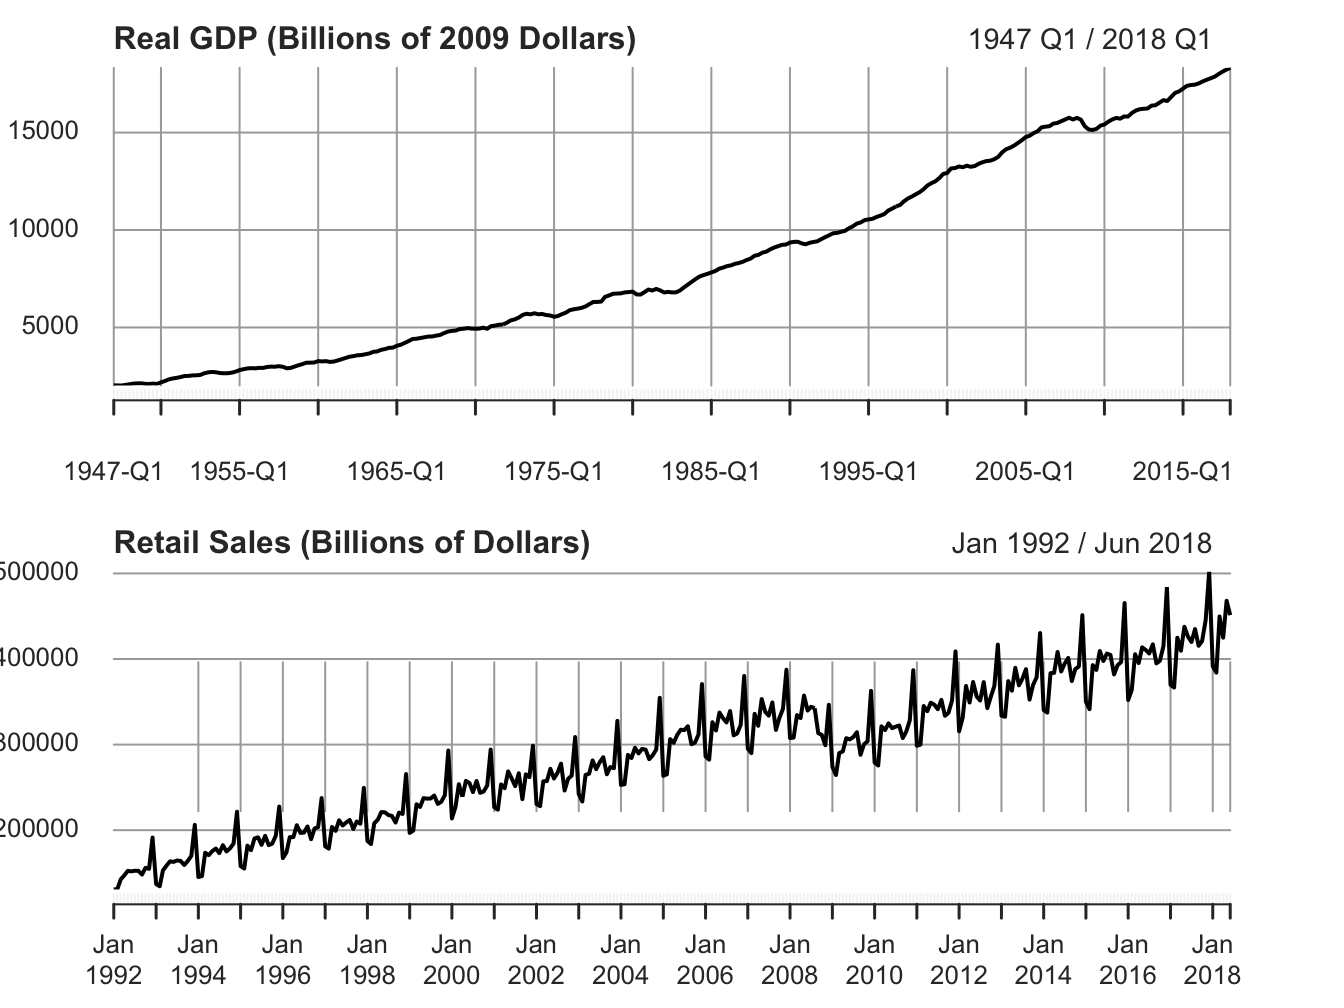 Real GDP (Billions of 2009 Dollars) 1947 Q1 / 2018 Q1
15000
10000
5000
1947-Q1 1955-Q1 1965-Q1 1975-Q1 1985-Q1 1995-Q1 2005-Q1 2015-Q1
Retail Sales (Billions of Dollars) Jan 1992 / Jun 2018
500000
400000
300000
200000
Jan Jan Jan Jan Jan Jan Jan Jan Jan Jan Jan Jan Jan Jan
1992 1994 1996 1998 2000 2002 2004 2006 2008 2010 2012 2014 2016 2018